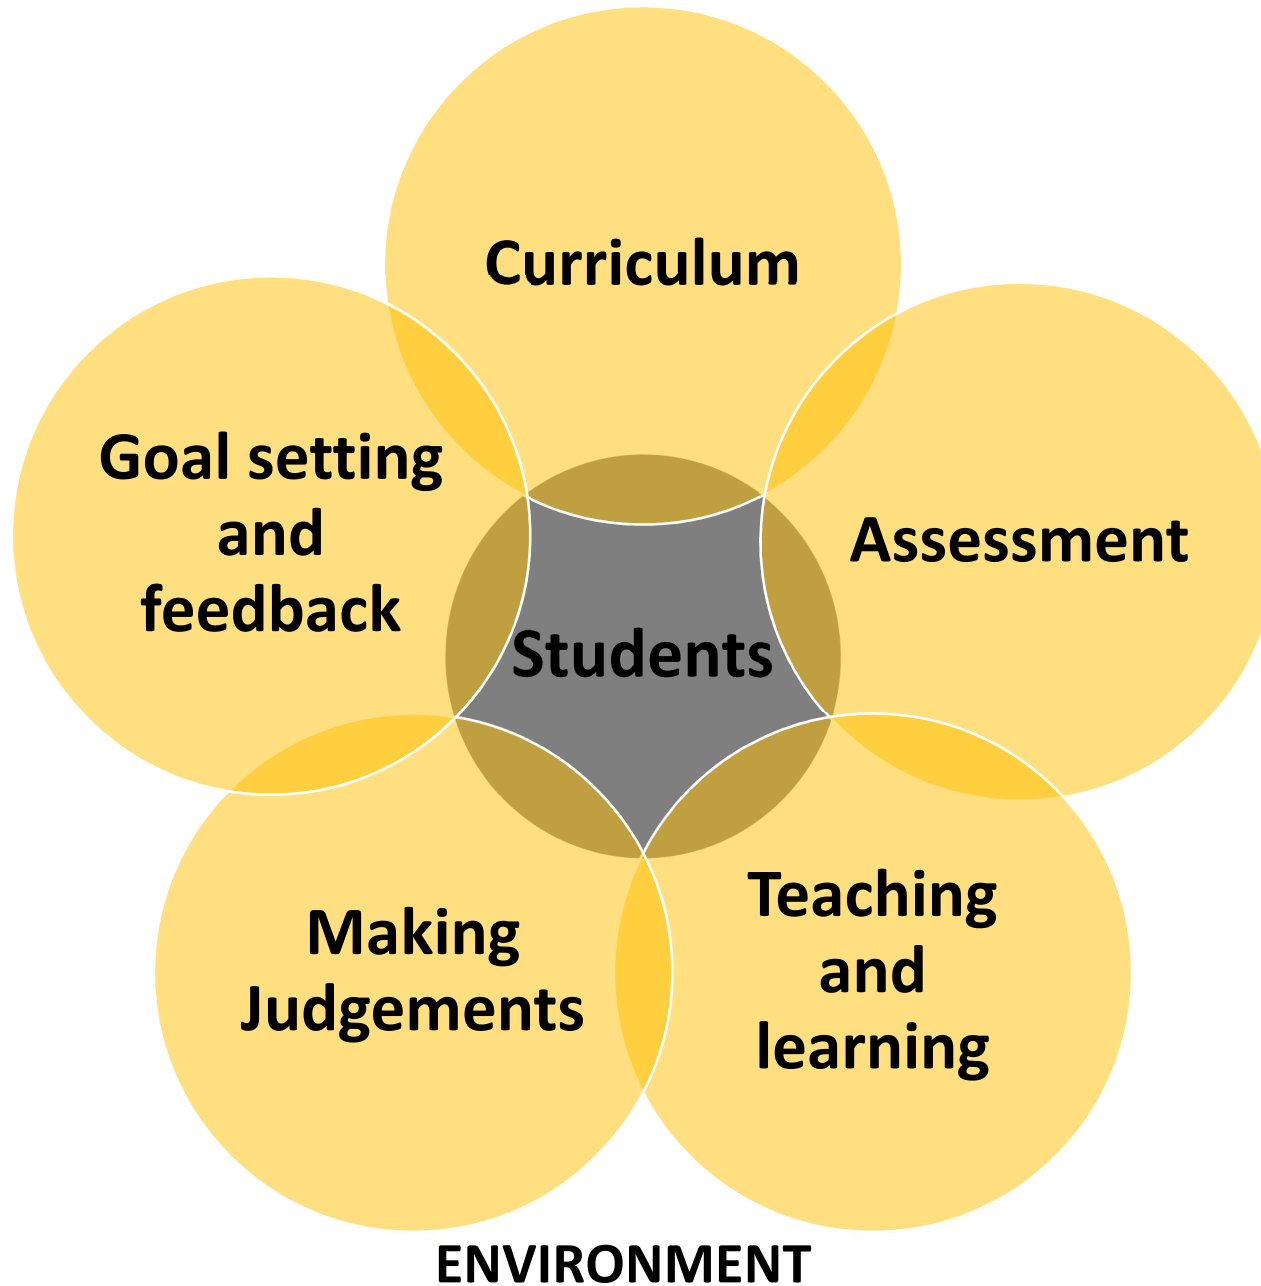 Curriculum
Goal setting
and
feedback
Assessment
Students
Making
Judgements
Teaching
and
learning
ENVIRONMENT